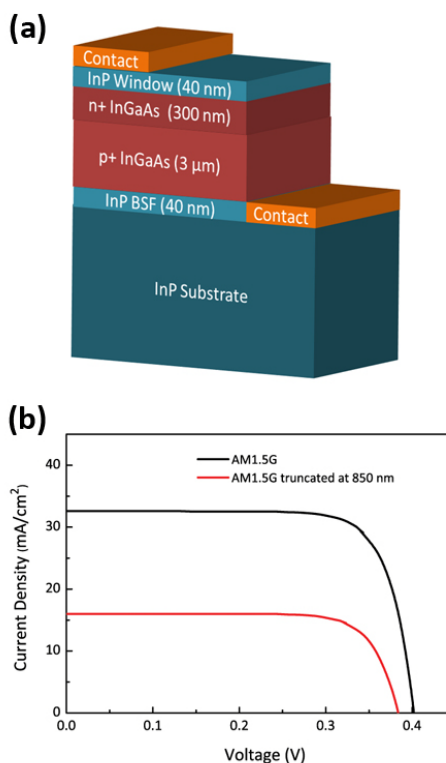 (a)
Contact
InP Window (40 nm)
n+ InGaAs (300 nm)
p+ InGaAs (3 µm)
InP BSF (40 nm)
Contact
InP Substrate
(b)
AM1.5G
AM1.5G truncated at 850 nm
Current Density (mA/cm²)
40
30
20
10
0
0.0 0.1 0.2 0.3 0.4
Voltage (V)